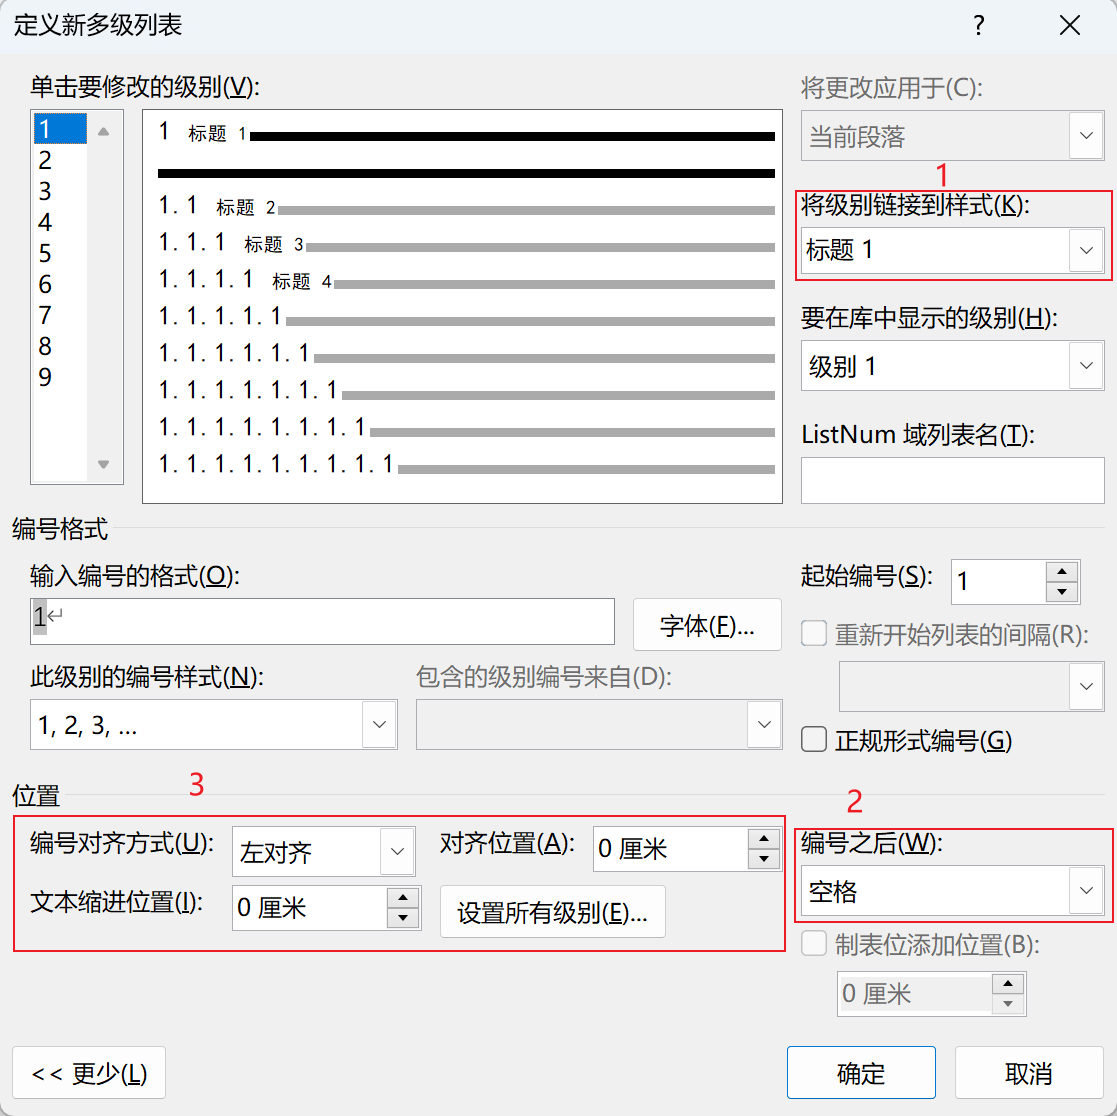 定义新多级列表 ?
单击要修改的级别(V):
1
2
3
4
5
6
7
8
9
1 标题 1
1.1 标题 2
1.1.1 标题 3
1.1.1.1 标题 4
1.1.1.1.1
1.1.1.1.1.1
1.1.1.1.1.1.1
1.1.1.1.1.1.1.1
1.1.1.1.1.1.1.1.1
将更改应用于(C):
当前段落
1
将级别链接到样式(K):
标题 1
要在库中显示的级别(H):
级别 1
ListNum 域列表名(T):
编号格式
输入编号的格式(O):
1↵
字体(F)...
起始编号(S): 1
重新开始列表的间隔(R):
此级别的编号样式(N):
1, 2, 3, ...
包含的级别编号来自(D):
正规形式编号(G)
位置
3
编号对齐方式(U): 左对齐
对齐位置(A): 0 厘米
文本缩进位置(I): 0 厘米
设置所有级别(E)...
2
编号之后(W):
空格
制表位添加位置(B):
0 厘米
<< 更少(L)
确定
取消